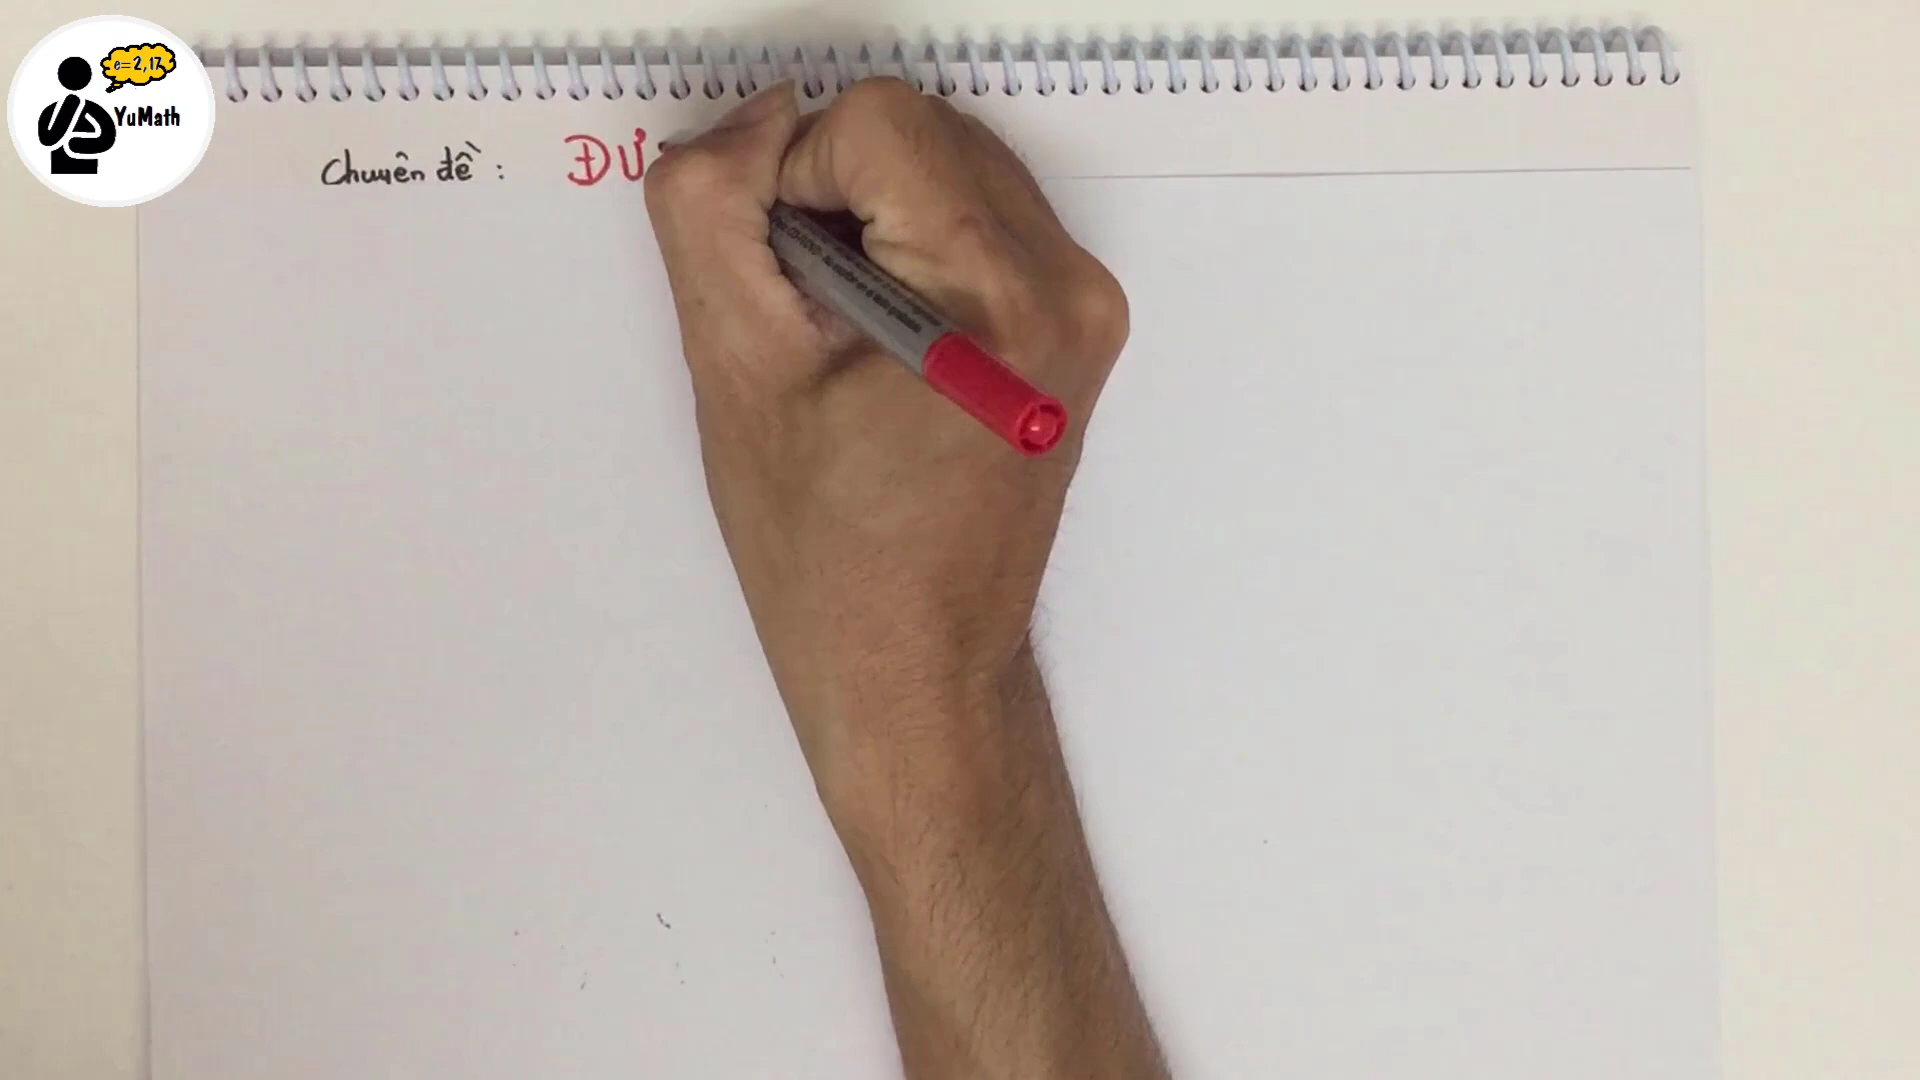 e=2,17
YuMath
Chuyên đề : ĐƯ